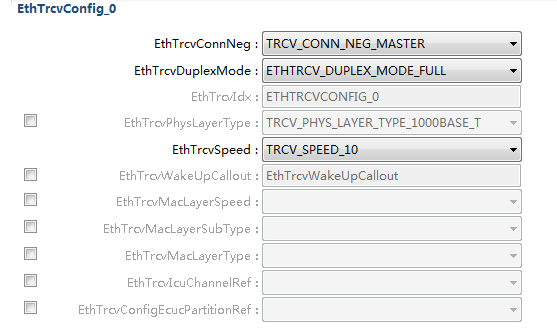 EthTrcvConfig_0
EthTrcvConnNeg : TRCV_CONN_NEG_MASTER
EthTrcvDuplexMode : ETHTRCV_DUPLEX_MODE_FULL
EthTrcvIdx : ETHTRCVCONFIG_0
EthTrcvPhysLayerType : TRCV_PHYS_LAYER_TYPE_1000BASE_T
EthTrcvSpeed : TRCV_SPEED_10
EthTrcvWakeUpCallout : EthTrcvWakeUpCallout
EthTrcvMacLayerSpeed :
EthTrcvMacLayerSubType :
EthTrcvMacLayerType :
EthTrcvIcuChannelRef :
EthTrcvConfigEcucPartitionRef :